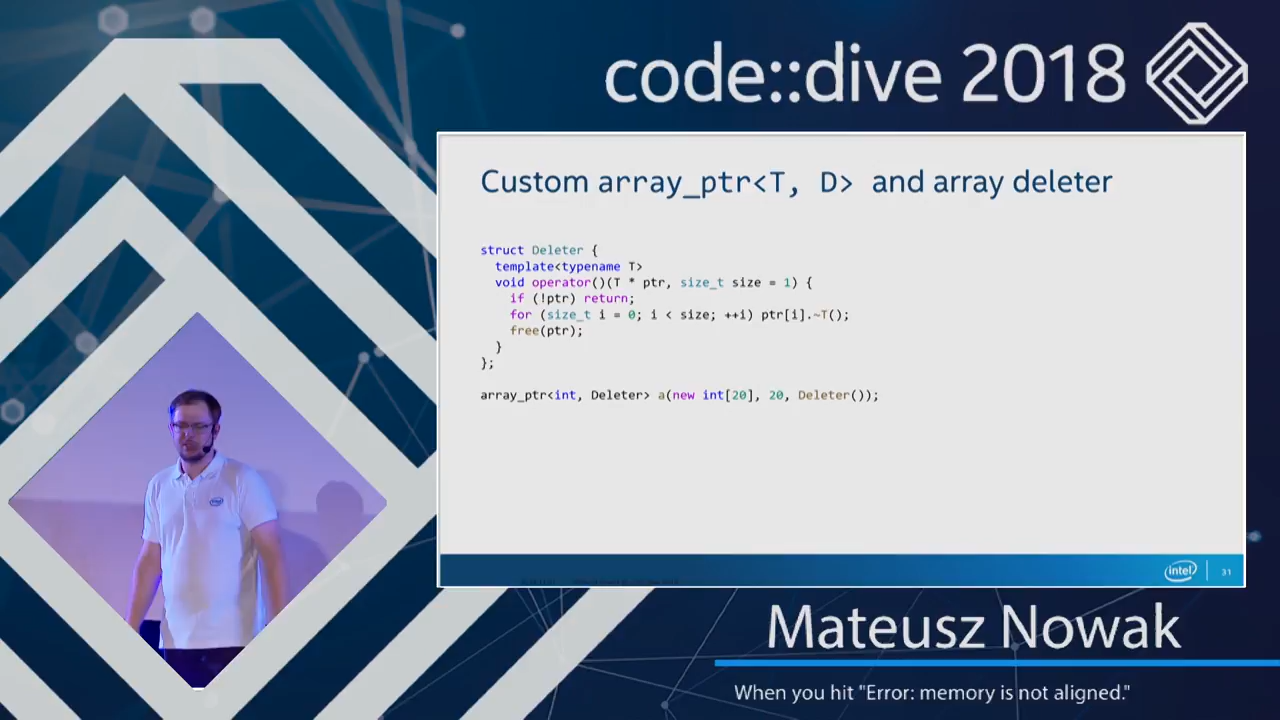 code::dive 2018
Custom array_ptr<T, D> and array deleter
struct Deleter {
template<typename T>
void operator()(T * ptr, size_t size = 1) {
if (!ptr) return;
for (size_t i = 0; i < size; ++i) ptr[i].~T();
free(ptr);
}
};
array_ptr<int, Deleter> a(new int[20], 20, Deleter());
intel
31
Mateusz Nowak
When you hit "Error: memory is not aligned."